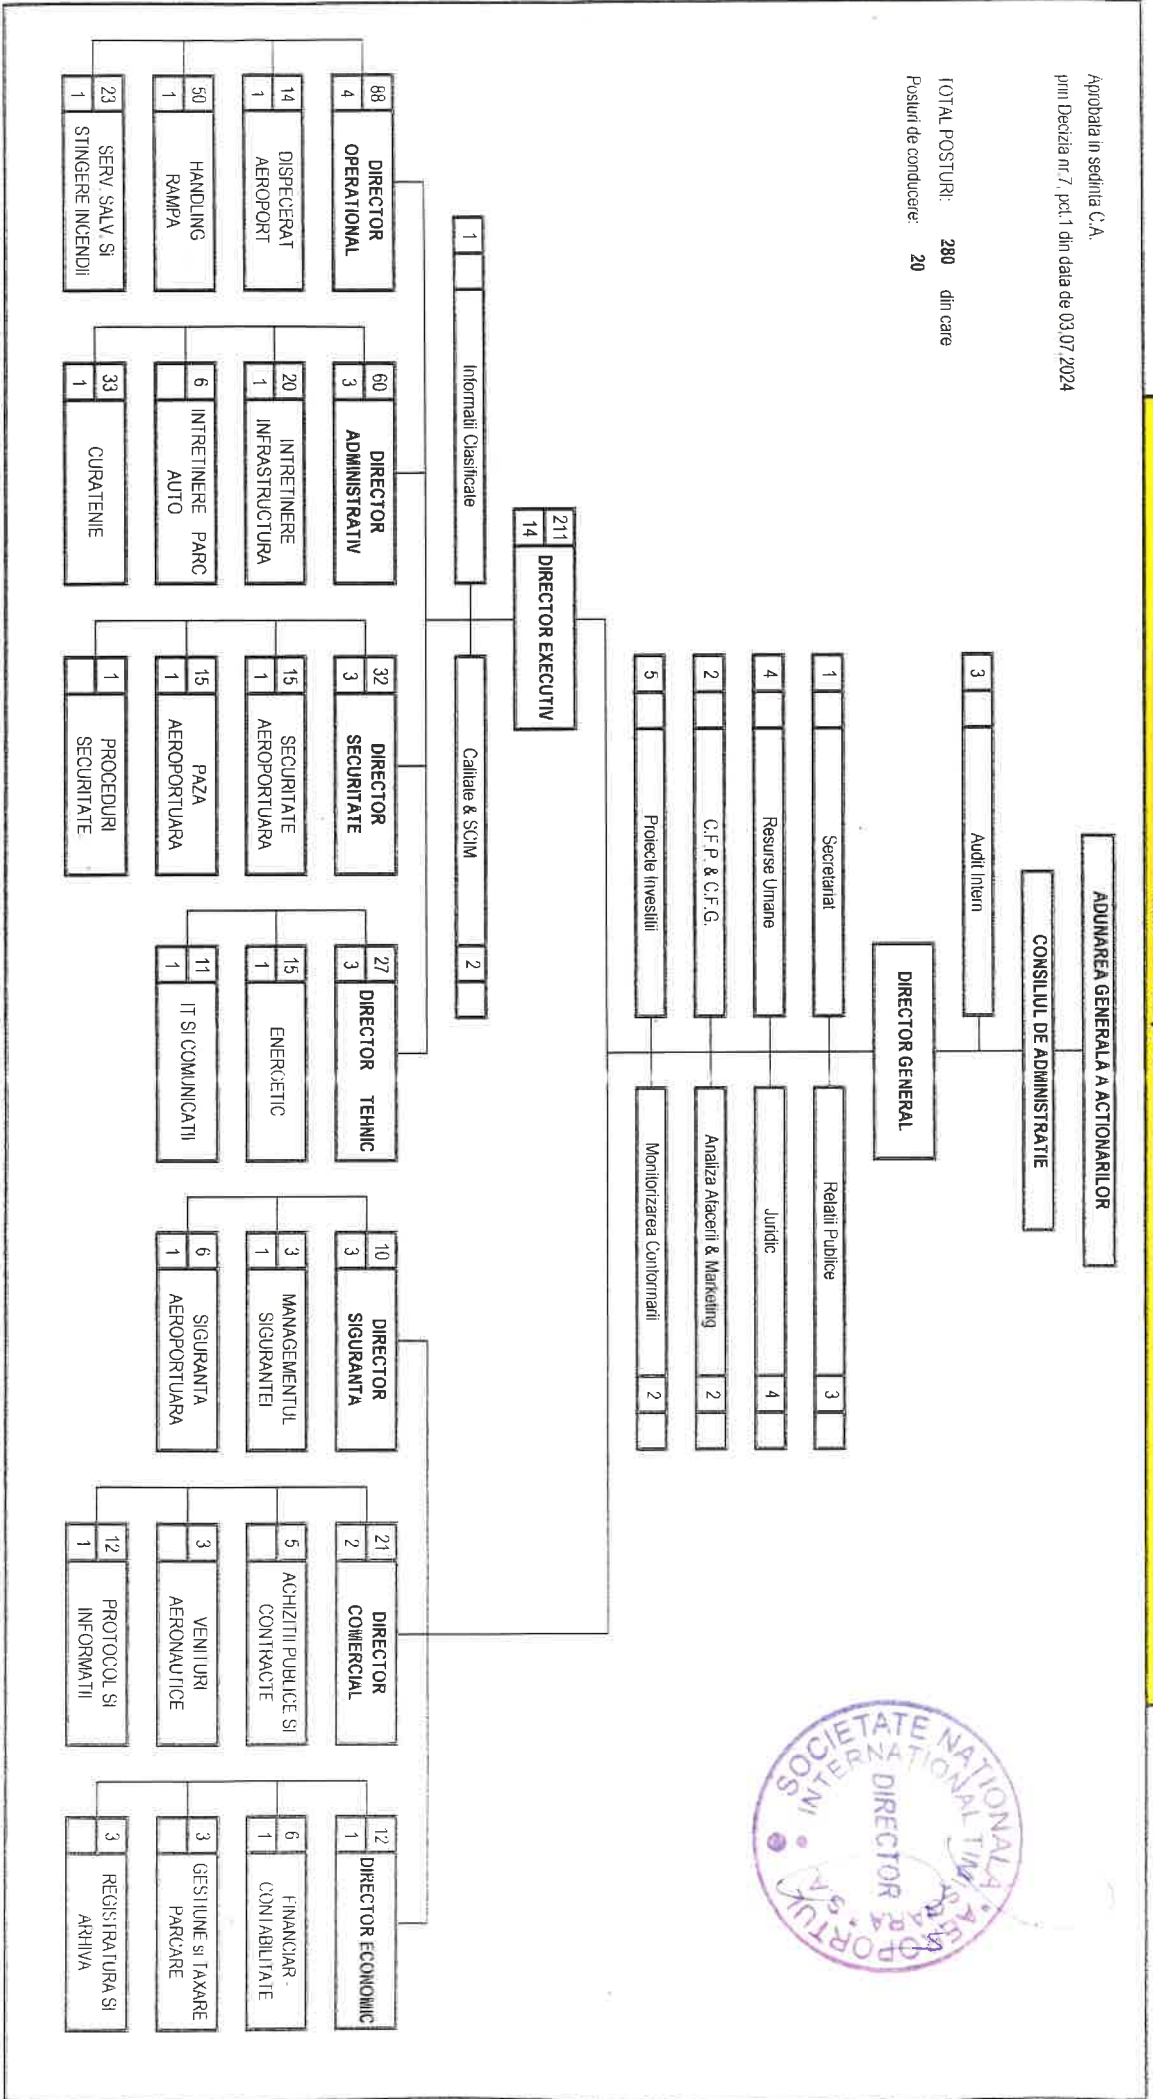 Aprobata in sedinta C.A.
prin Decizia nr.7, pct.1 din data de 03.07.2024
TOTAL POSTURI: 280 din care
Posturi de conducere: 20
ADUNAREA GENERALA A ACTIONARILOR
CONSILIUL DE ADMINISTRATIE
3 Audit Intern
DIRECTOR GENERAL
1 Secretariat
Relatii Publice 3
4 Resurse Umane
Juridic 4
2 C.F.P. & C.F.G.
Analiza Afacerii & Marketing 2
5 Proiecte Investitii
Monitorizarea Conformarii 2
211
14
DIRECTOR EXECUTIV
1 Informatii Clasificate
Calitate & SCIM 2
88
4
DIRECTOR
OPERATIONAL
14
1
DISPECERAT
AEROPORT
50
1
HANDLING
RAMPA
23
1
SERV. SALV. SI
STINGERE INCENDII
60
3
DIRECTOR
ADMINISTRATIV
20
1
INTRETINERE
INFRASTRUCTURA
6
INTRETINERE PARC
AUTO
33
1
CURATENIE
32
3
DIRECTOR
SECURITATE
15
1
SECURITATE
AEROPORTUARA
15
1
PAZA
AEROPORTUARA
1
PROCEDURI
SECURITATE
27
3
DIRECTOR TEHNIC
15
1
ENERGETIC
11
1
IT SI COMUNICATII
10
3
DIRECTOR
SIGURANTA
3
1
MANAGEMENTUL
SIGURANTEI
6
1
SIGURANTA
AEROPORTUARA
21
2
DIRECTOR
COMERCIAL
5
ACHIZITII PUBLICE SI
CONTRACTE
3
VENITURI
AERONAUTICE
12
1
PROTOCOL SI
INFORMATII
12
1
DIRECTOR ECONOMIC
6
1
FINANCIAR -
CONTABILITATE
3
GESTIUNE SI TAXARE
PARCARE
3
REGISTRATURA SI
ARHIVA
SOCIETATE NATIONALA
INTERNATIONAL
DIRECTOR